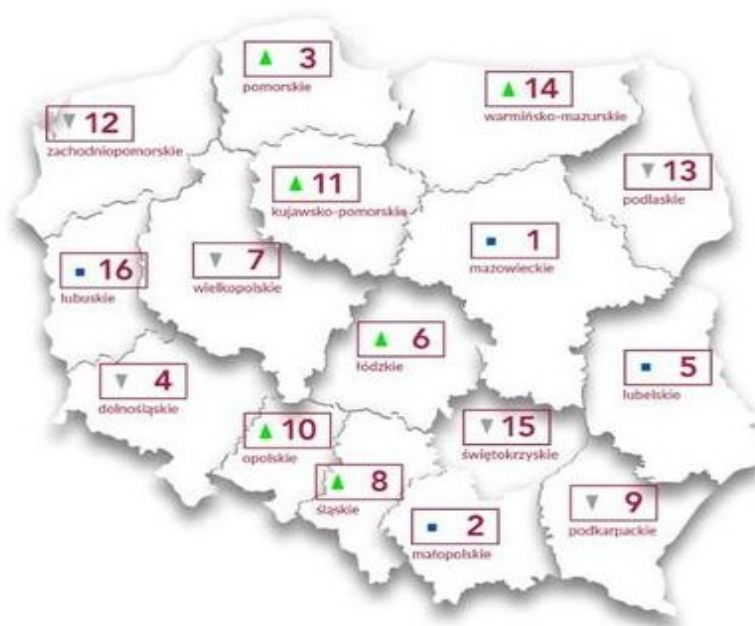 3
pomorskie
14
warmińsko-mazurskie
12
zachodniopomorskie
13
podlaskie
11
kujawsko-pomorskie
1
mazowieckie
7
wielkopolskie
16
lubuskie
6
łódzkie
5
lubelskie
4
dolnośląskie
10
opolskie
15
świętokrzyskie
8
śląskie
9
podkarpackie
2
małopolskie